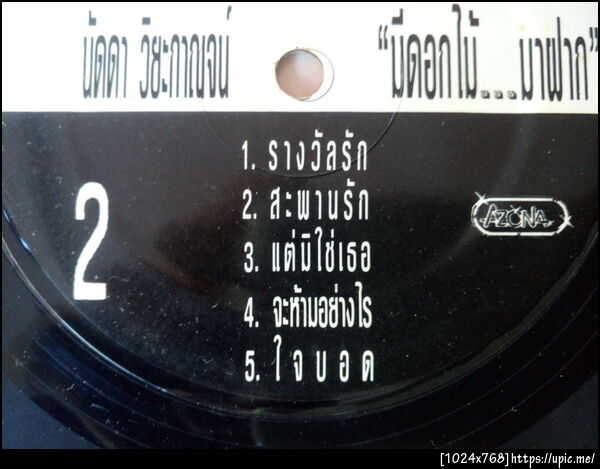 นัดดา วิยะกาญจน์ “มีดอกไม้...มาฝาก”
1. รางวัลรัก
2. สะพานรัก
3. แต่มิใช่เธอ
4. จะห้ามอย่างไร
5. ใจบอด
2
AZONA
[1024x768]https://upic.me/